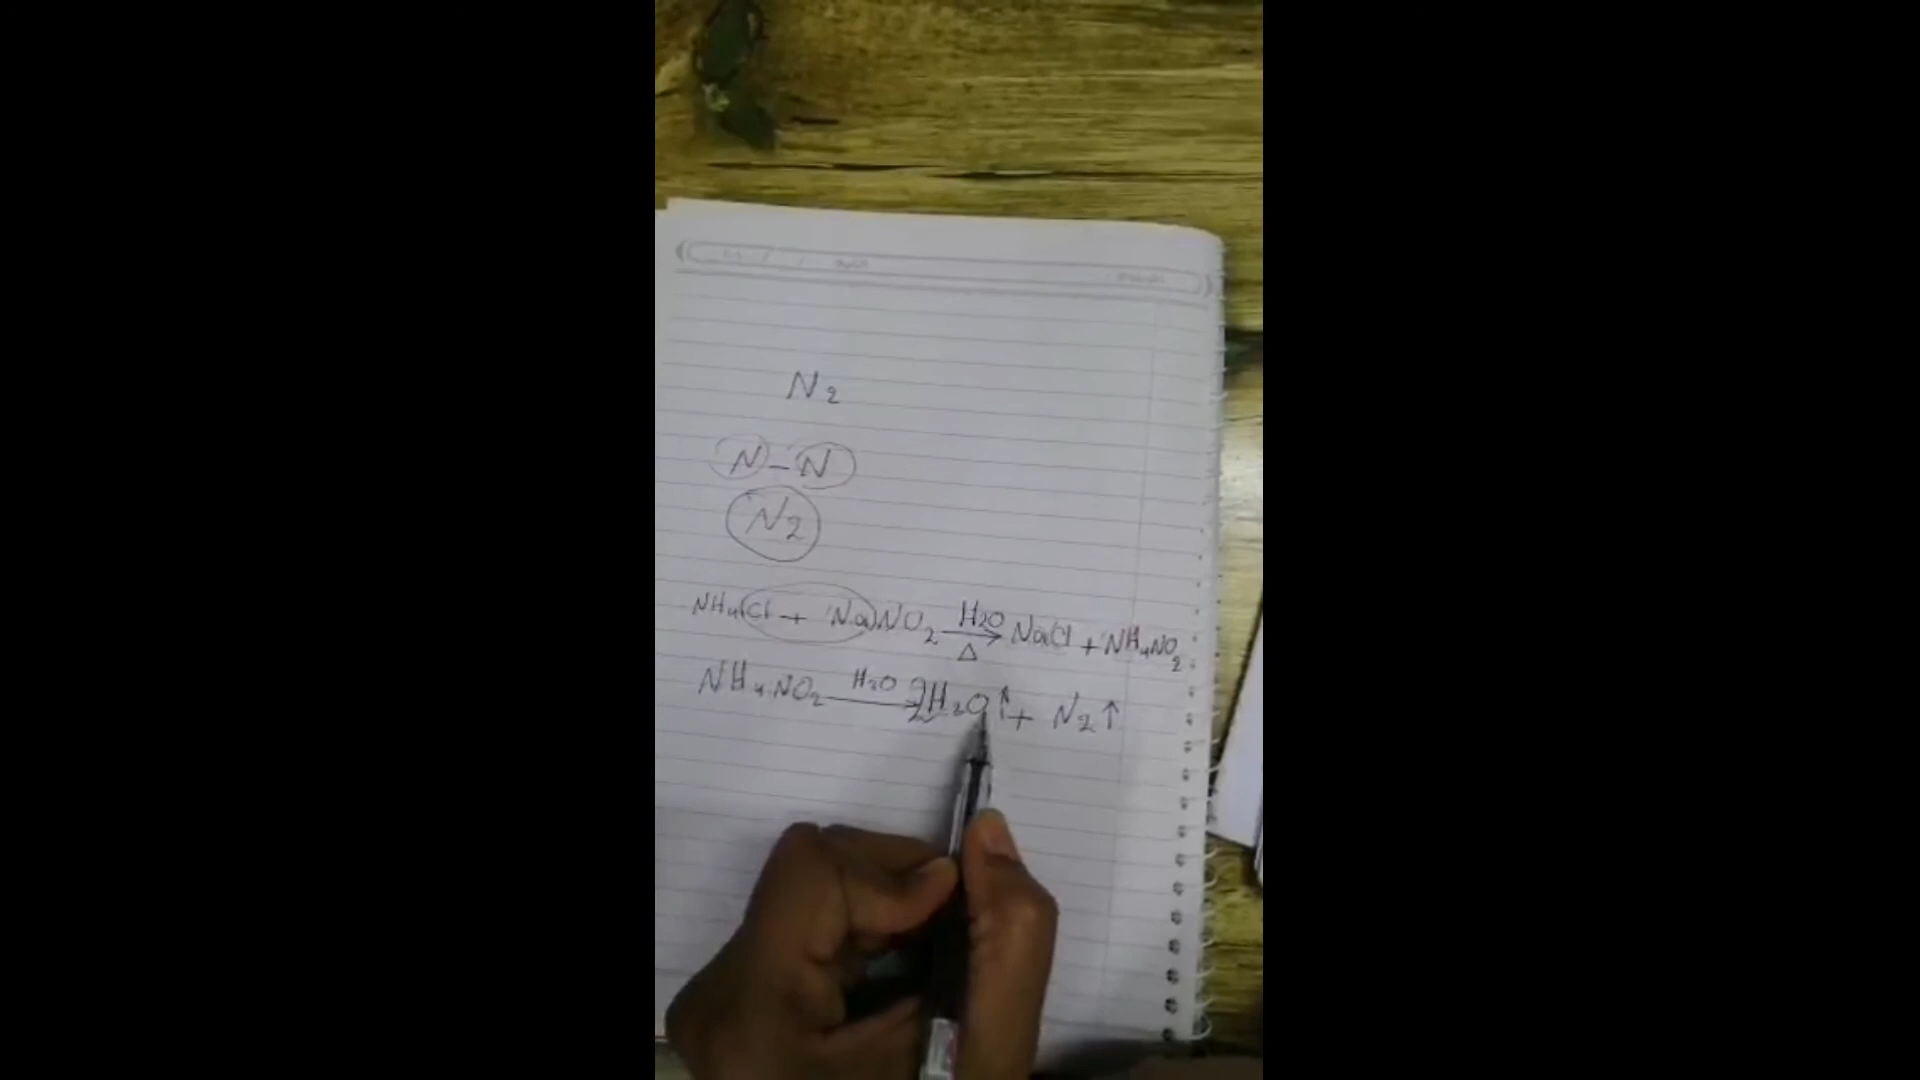 N2
N-N
N2
NH4Cl + NaNO2 H2O→Δ NaCl + NH4NO2
NH4NO2 H2O→ 2H2O↑ + N2↑